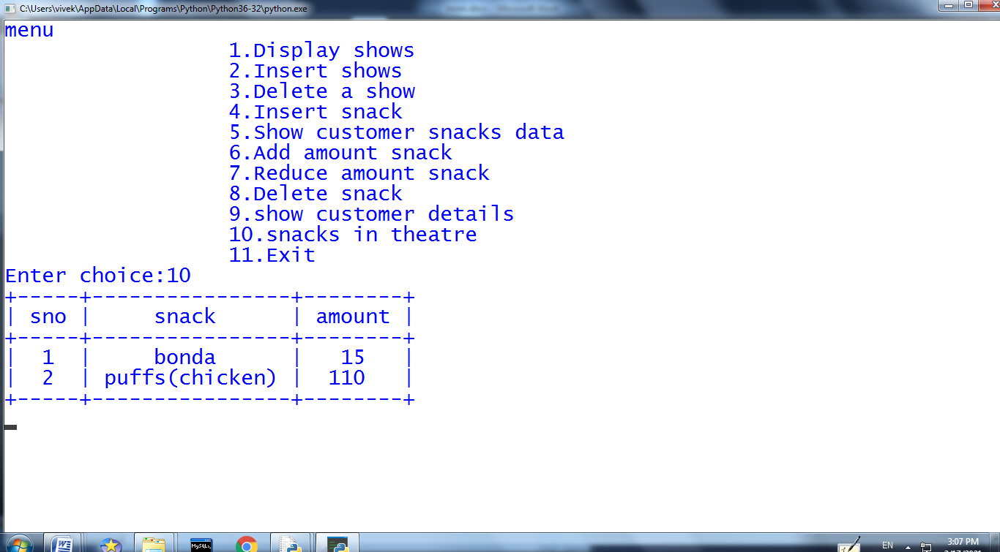 C:\Users\vivek\AppData\Local\Programs\Python\Python36-32\python.exe
menu
1.Display shows
2.Insert shows
3.Delete a show
4.Insert snack
5.Show customer snacks data
6.Add amount snack
7.Reduce amount snack
8.Delete snack
9.show customer details
10.snacks in theatre
11.Exit
Enter choice:10
+-----+----------------+--------+
| sno | snack | amount |
+-----+----------------+--------+
| 1 | bonda | 15 |
| 2 | puffs(chicken) | 110 |
+-----+----------------+--------+
MySQL
EN
3:07 PM